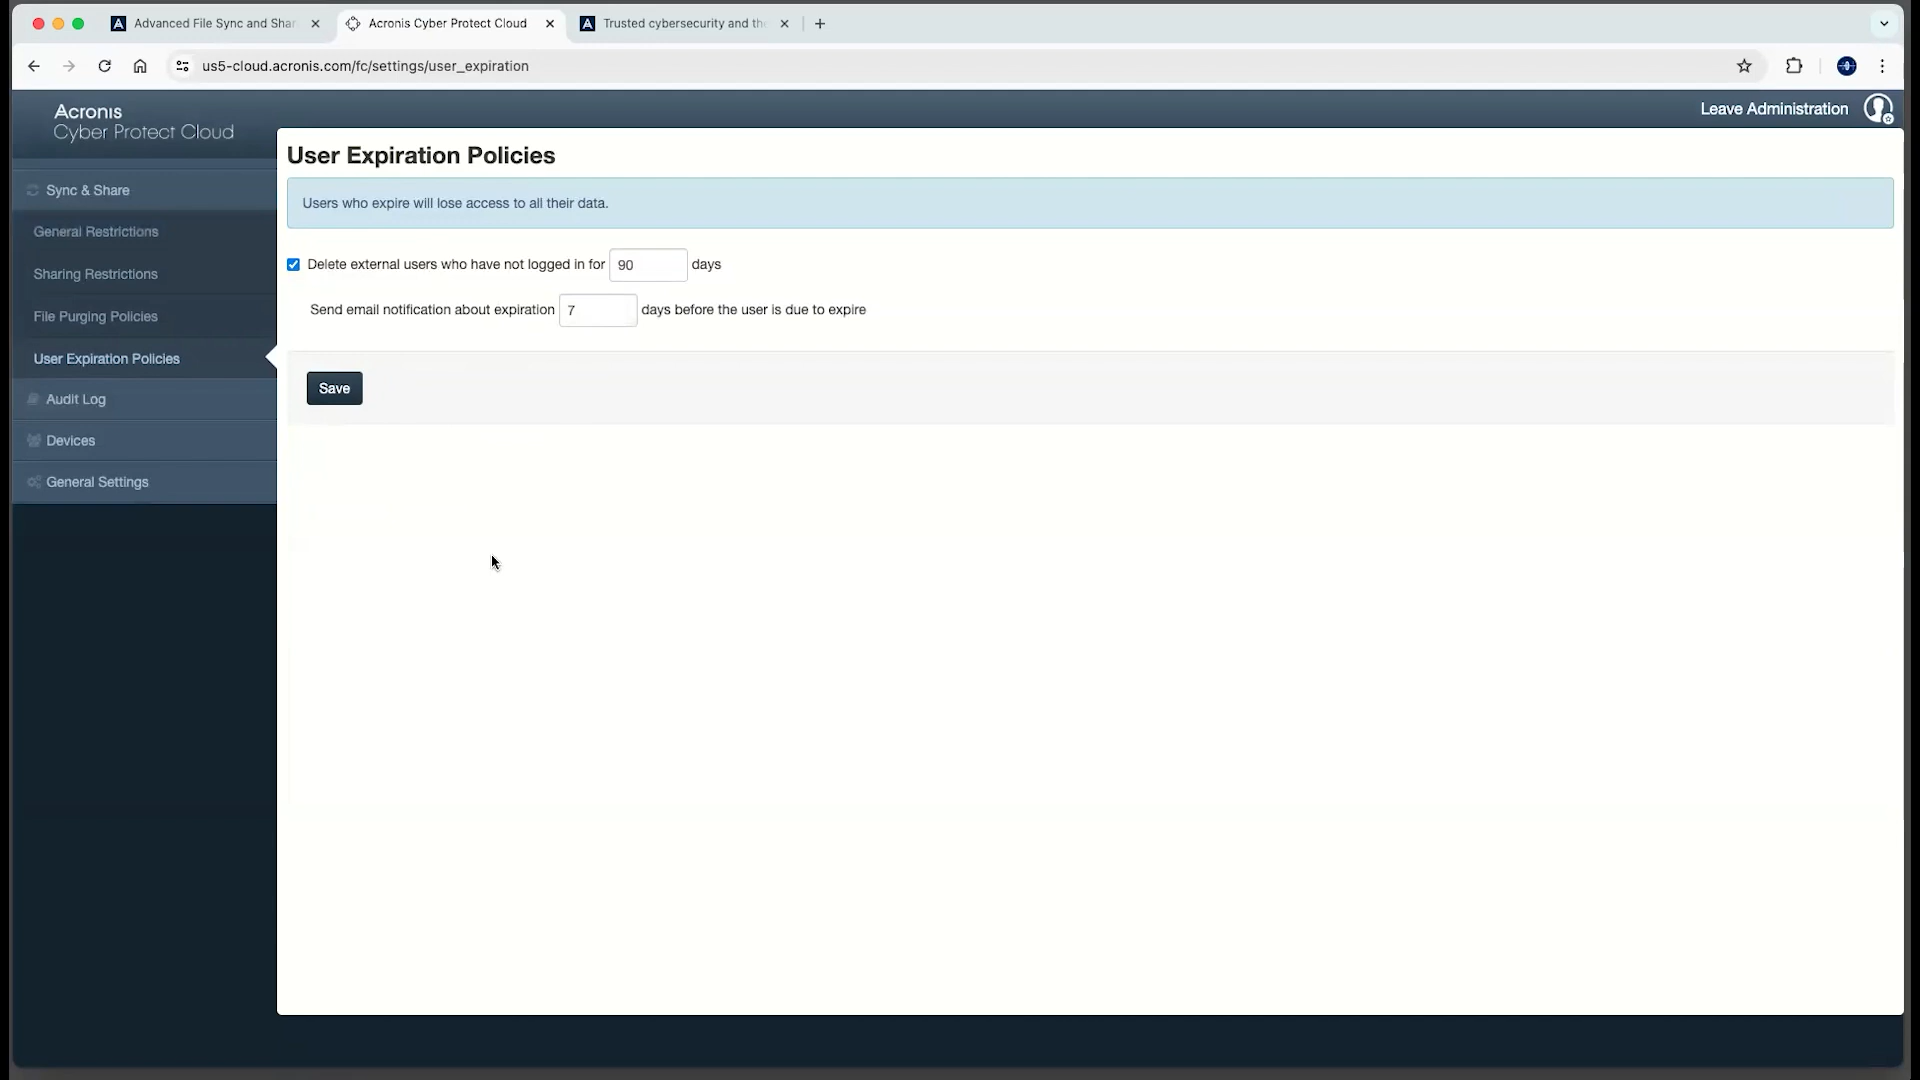 Advanced File Sync and Shar
Acronis Cyber Protect Cloud
Trusted cybersecurity and the
us5-cloud.acronis.com/fc/settings/user_expiration
Acronis
Cyber Protect Cloud
Leave Administration
Sync & Share
General Restrictions
Sharing Restrictions
File Purging Policies
User Expiration Policies
Audit Log
Devices
General Settings
User Expiration Policies
Users who expire will lose access to all their data.
Delete external users who have not logged in for 90 days
Send email notification about expiration 7 days before the user is due to expire
Save